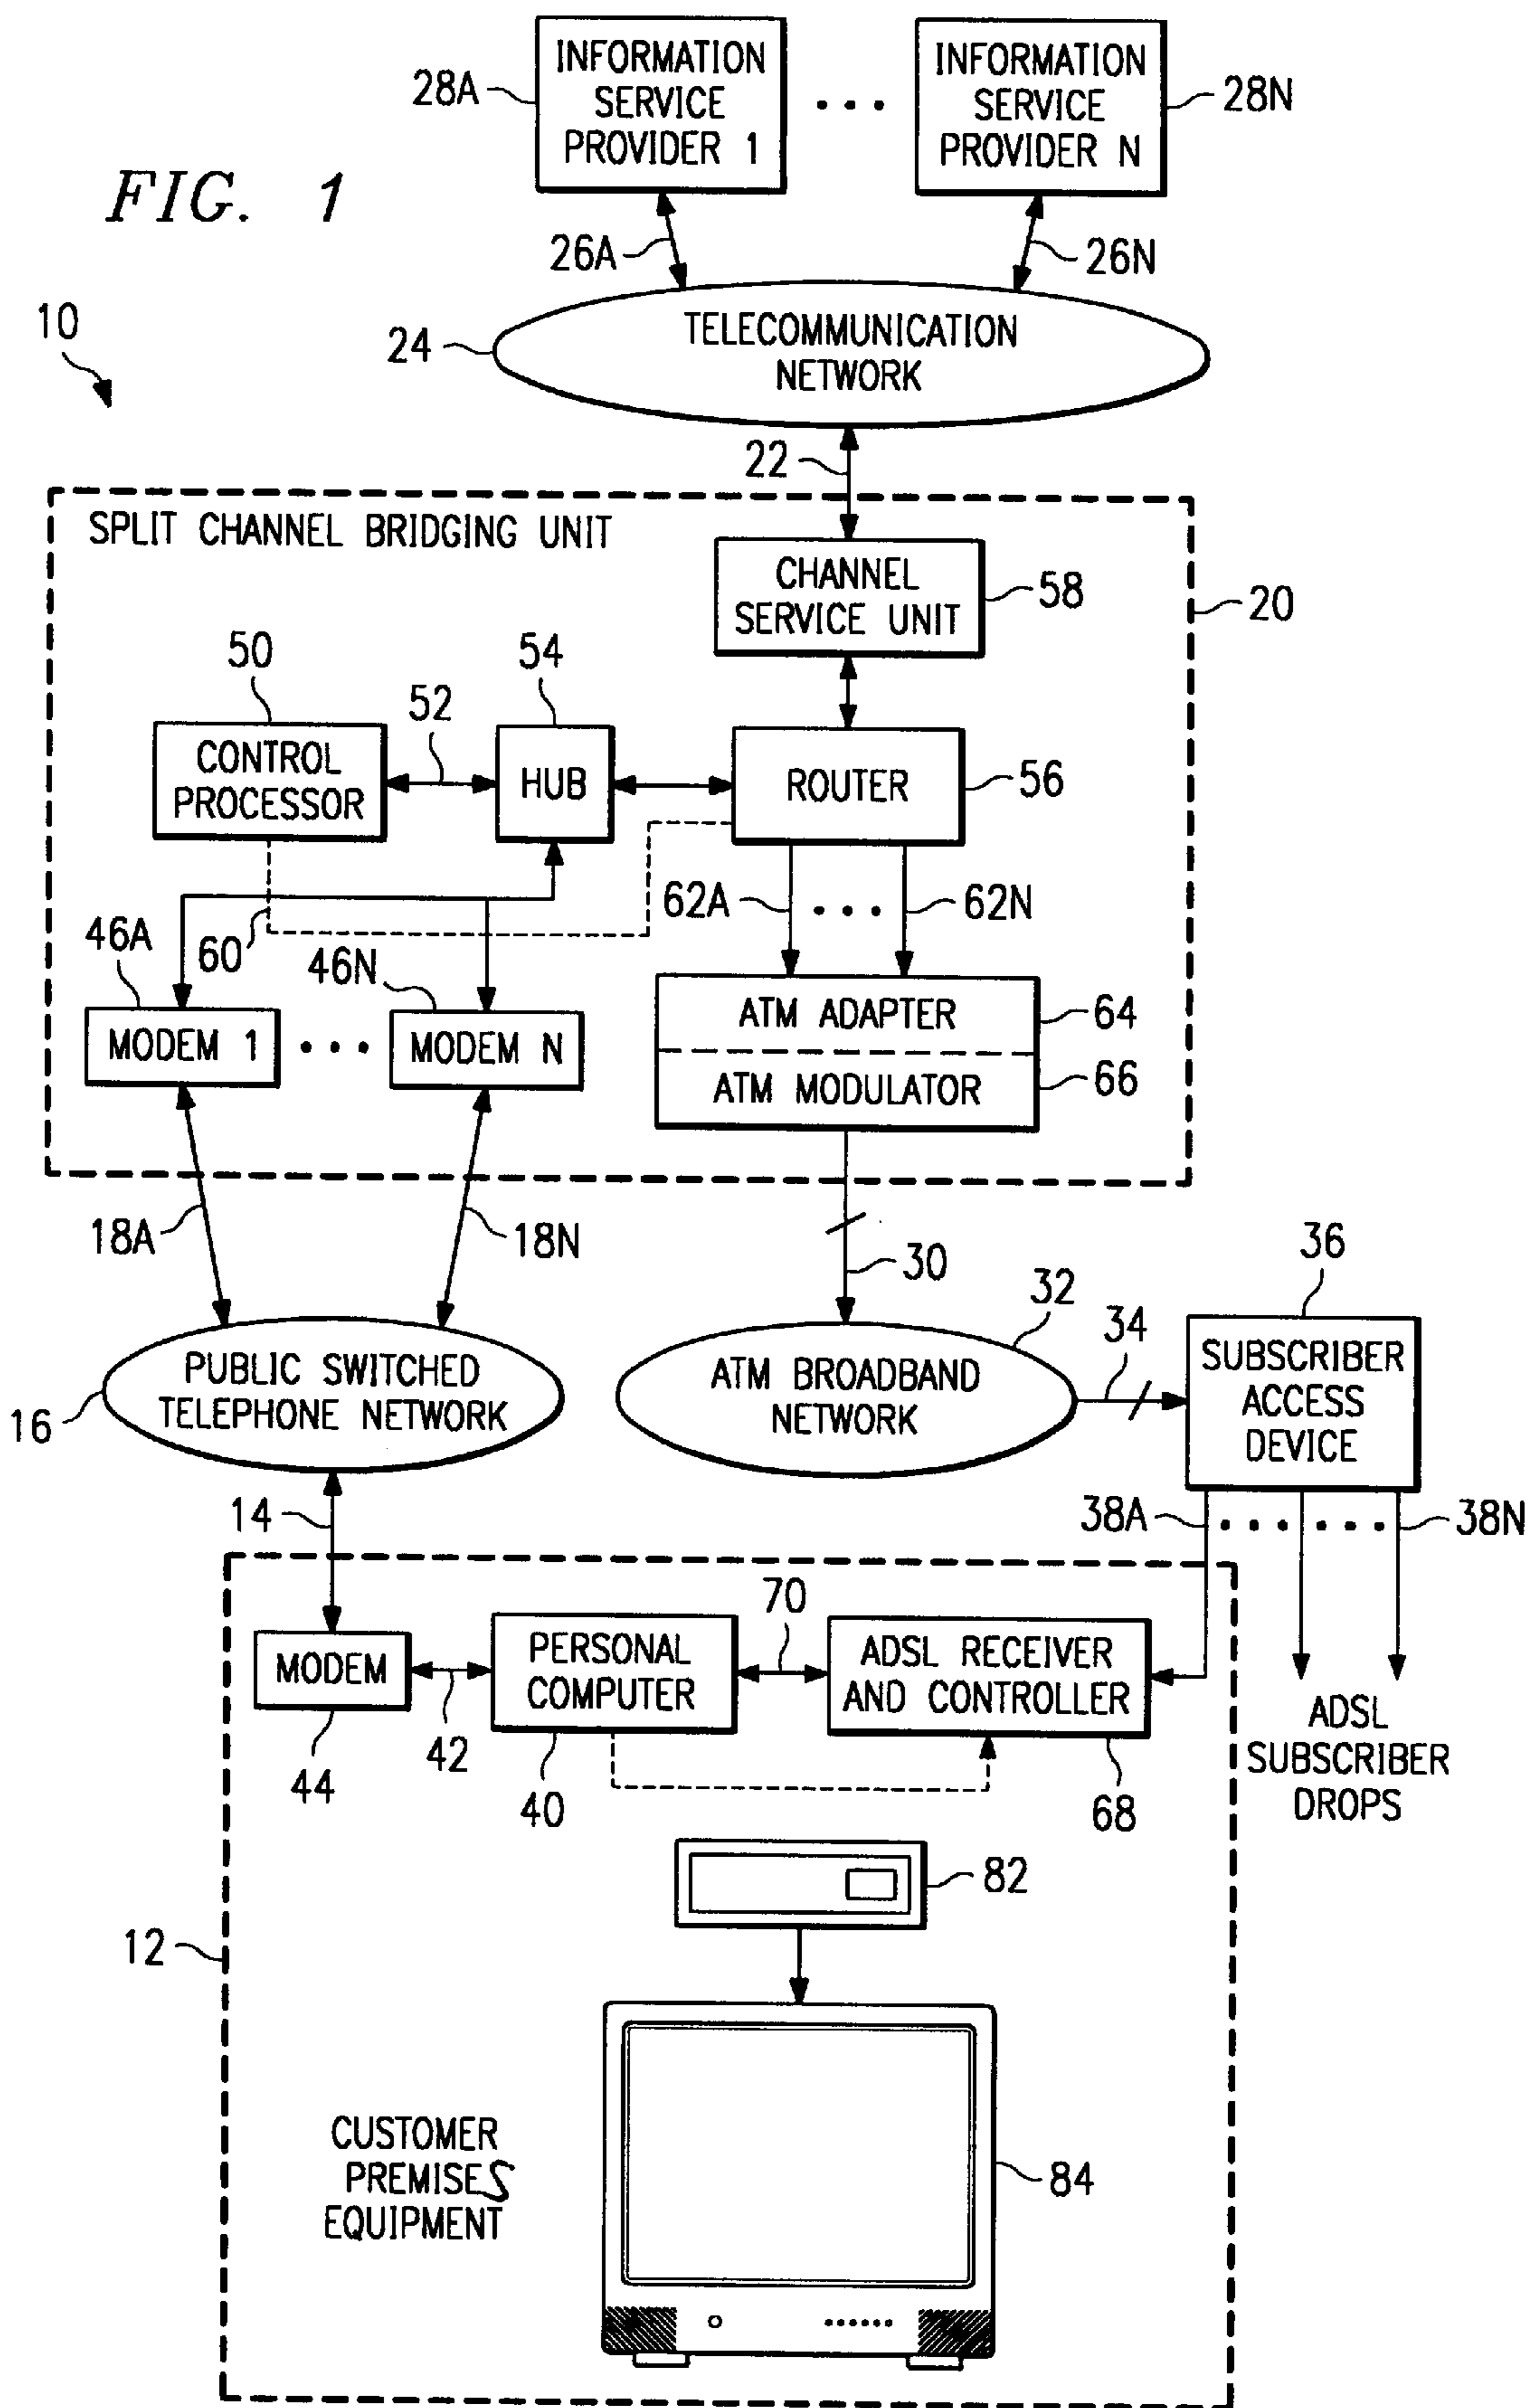 FIG. 1
INFORMATION
SERVICE
PROVIDER 1
28A
INFORMATION
SERVICE
PROVIDER N
28N
26A
26N
10
24
TELECOMMUNICATION
NETWORK
22
SPLIT CHANNEL BRIDGING UNIT
CHANNEL
SERVICE UNIT
58
20
50
52
54
CONTROL
PROCESSOR
HUB
ROUTER
56
62A
62N
46A
60
46N
MODEM 1
MODEM N
ATM ADAPTER
64
ATM MODULATOR
66
18A
18N
30
32
34
36
PUBLIC SWITCHED
TELEPHONE NETWORK
16
ATM BROADBAND
NETWORK
SUBSCRIBER
ACCESS
DEVICE
14
38A
38N
70
MODEM
PERSONAL
COMPUTER
ADSL RECEIVER
AND CONTROLLER
44
42
40
68
ADSL
SUBSCRIBER
DROPS
82
12
CUSTOMER
PREMISES
EQUIPMENT
84